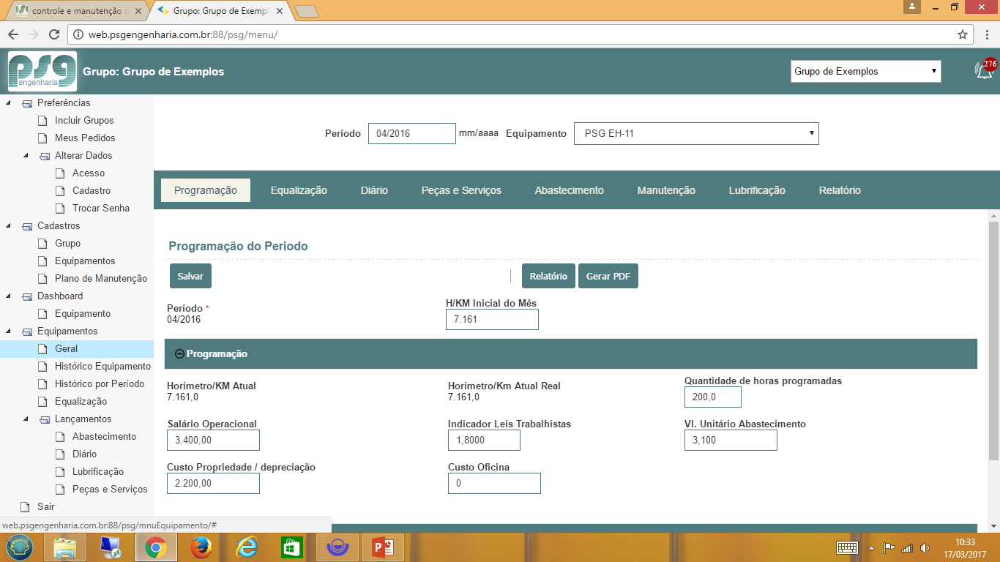 controle e manutenção d
Grupo: Grupo de Exempl
web.psgengenharia.com.br:88/psg/menu/
psg
engenharia
Grupo: Grupo de Exemplos
Grupo de Exemplos
276
Preferências
Incluir Grupos
Meus Pedidos
Alterar Dados
Acesso
Cadastro
Trocar Senha
Cadastros
Grupo
Equipamentos
Plano de Manutenção
Dashboard
Equipamento
Equipamentos
Geral
Histórico Equipamento
Histórico por Período
Equalização
Lançamentos
Abastecimento
Diário
Lubrificação
Peças e Serviços
Sair
Período 04/2016 mm/aaaa Equipamento PSG EH-11
Programação Equalização Diário Peças e Serviços Abastecimento Manutenção Lubrificação Relatório
Programação do Periodo
Salvar Relatório Gerar PDF
Período *
04/2016
H/KM Inicial do Mês
7.161
Programação
Horímetro/KM Atual
7.161,0
Horímetro/Km Atual Real
7.161,0
Quantidade de horas programadas
200,0
Salário Operacional
3.400,00
Indicador Leis Trabalhistas
1,8000
Vl. Unitário Abastecimento
3,100
Custo Propriedade / depreciação
2.200,00
Custo Oficina
0
web.psgengenharia.com.br:88/psg/mnuEquipamento/#
10:33
17/03/2017